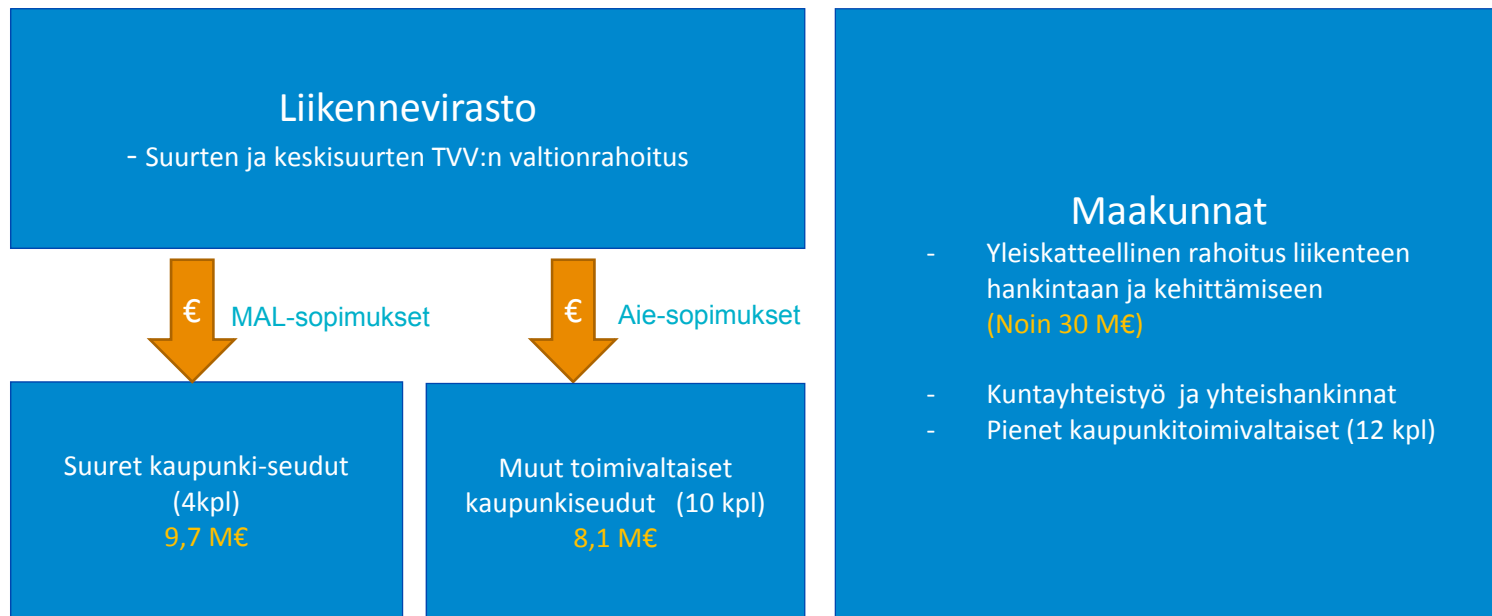 Liikennevirasto
- Suurten ja keskisuurten TVV:n valtionrahoitus
€ MAL-sopimukset
€ Aie-sopimukset
Suuret kaupunki-seudut
(4kpl)
9,7 M€
Muut toimivaltaiset
kaupunkiseudut (10 kpl)
8,1 M€
Maakunnat
- Yleiskatteellinen rahoitus liikenteen
hankintaan ja kehittämiseen
(Noin 30 M€)
- Kuntayhteistyö ja yhteishankinnat
- Pienet kaupunkitoimivaltaiset (12 kpl)